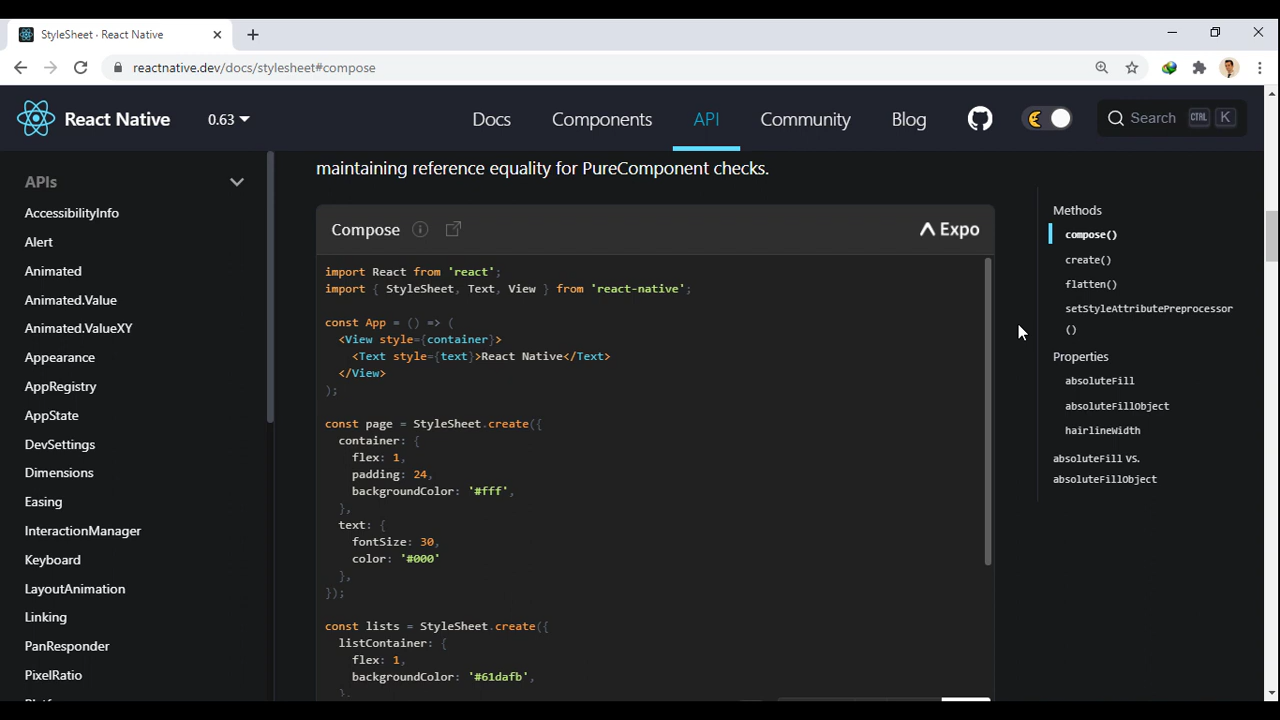 StyleSheet · React Native
reactnative.dev/docs/stylesheet#compose
React Native
0.63
Docs
Components
API
Community
Blog
Search
CTRL
K
APIs
AccessibilityInfo
Alert
Animated
Animated.Value
Animated.ValueXY
Appearance
AppRegistry
AppState
DevSettings
Dimensions
Easing
InteractionManager
Keyboard
LayoutAnimation
Linking
PanResponder
PixelRatio
maintaining reference equality for PureComponent checks.
Compose
Expo
import React from 'react';
import { StyleSheet, Text, View } from 'react-native';
const App = () => (
<View style={container}>
<Text style={text}>React Native</Text>
</View>
);
const page = StyleSheet.create({
container: {
flex: 1,
padding: 24,
backgroundColor: '#fff',
},
text: {
fontSize: 30,
color: '#000'
},
});
const lists = StyleSheet.create({
listContainer: {
flex: 1,
backgroundColor: '#61dafb',
},
Methods
compose()
create()
flatten()
setStyleAttributePreprocessor
()
Properties
absoluteFill
absoluteFillObject
hairlineWidth
absoluteFill vs.
absoluteFillObject